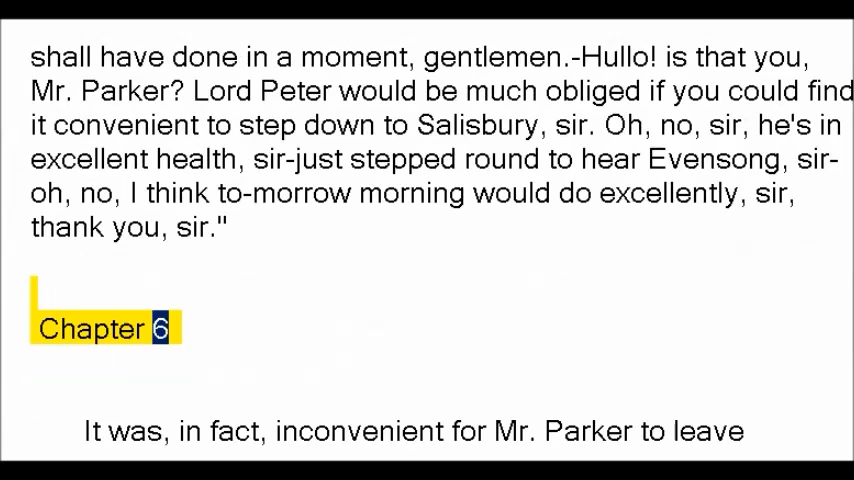 shall have done in a moment, gentlemen.-Hullo! is that you,
Mr. Parker? Lord Peter would be much obliged if you could find
it convenient to step down to Salisbury, sir. Oh, no, sir, he's in
excellent health, sir-just stepped round to hear Evensong, sir-
oh, no, I think to-morrow morning would do excellently, sir,
thank you, sir."
Chapter 6
It was, in fact, inconvenient for Mr. Parker to leave